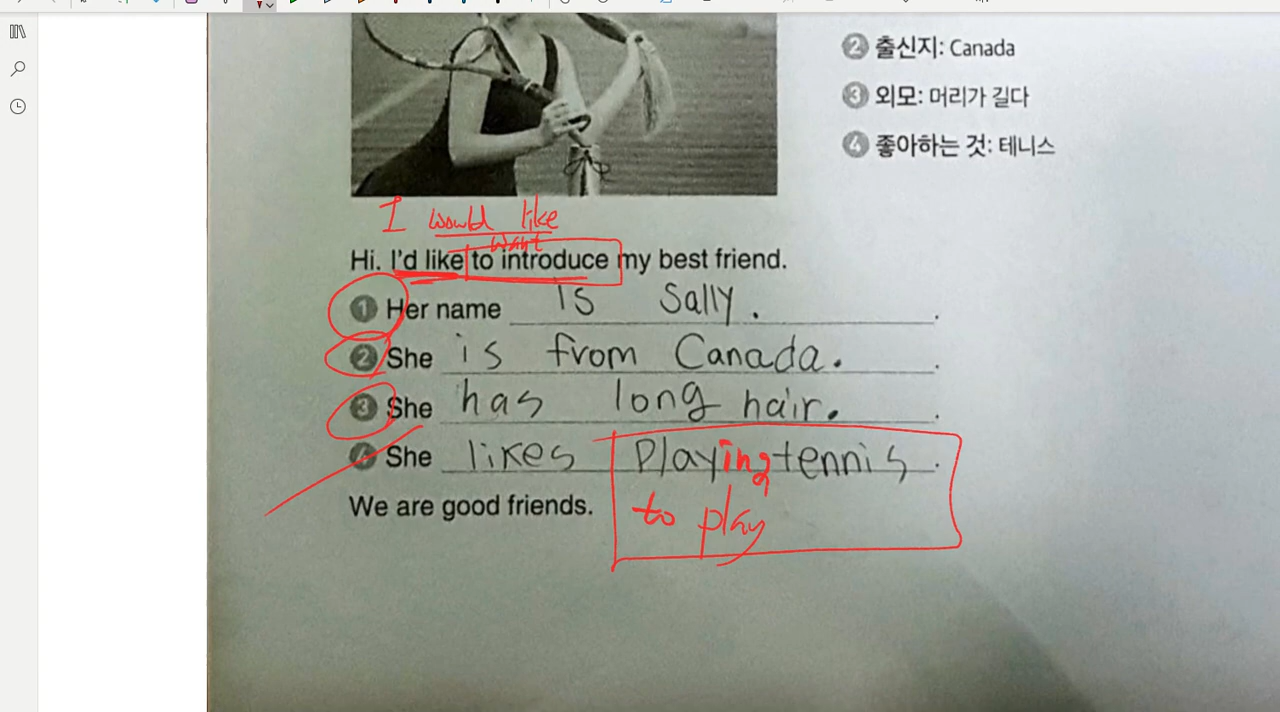 ② 출신지: Canada
③ 외모: 머리가 길다
④ 좋아하는 것: 테니스
I would like
want
Hi. I'd like to introduce my best friend.
① Her name is Sally. .
② She is from Canada. .
③ She has long hair. .
④ She likes Playing tennis .
to play
We are good friends.